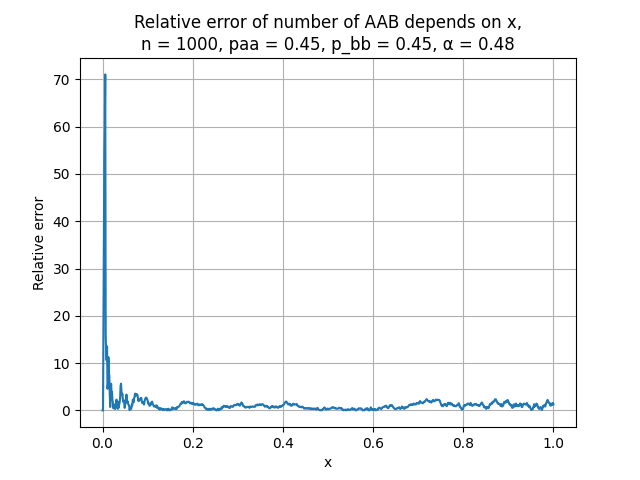 Relative error of number of AAB depends on x,
n = 1000, paa = 0.45, p_bb = 0.45, α = 0.48
70
60
50
40
30
20
10
0
Relative error
0.0 0.2 0.4 0.6 0.8 1.0
x